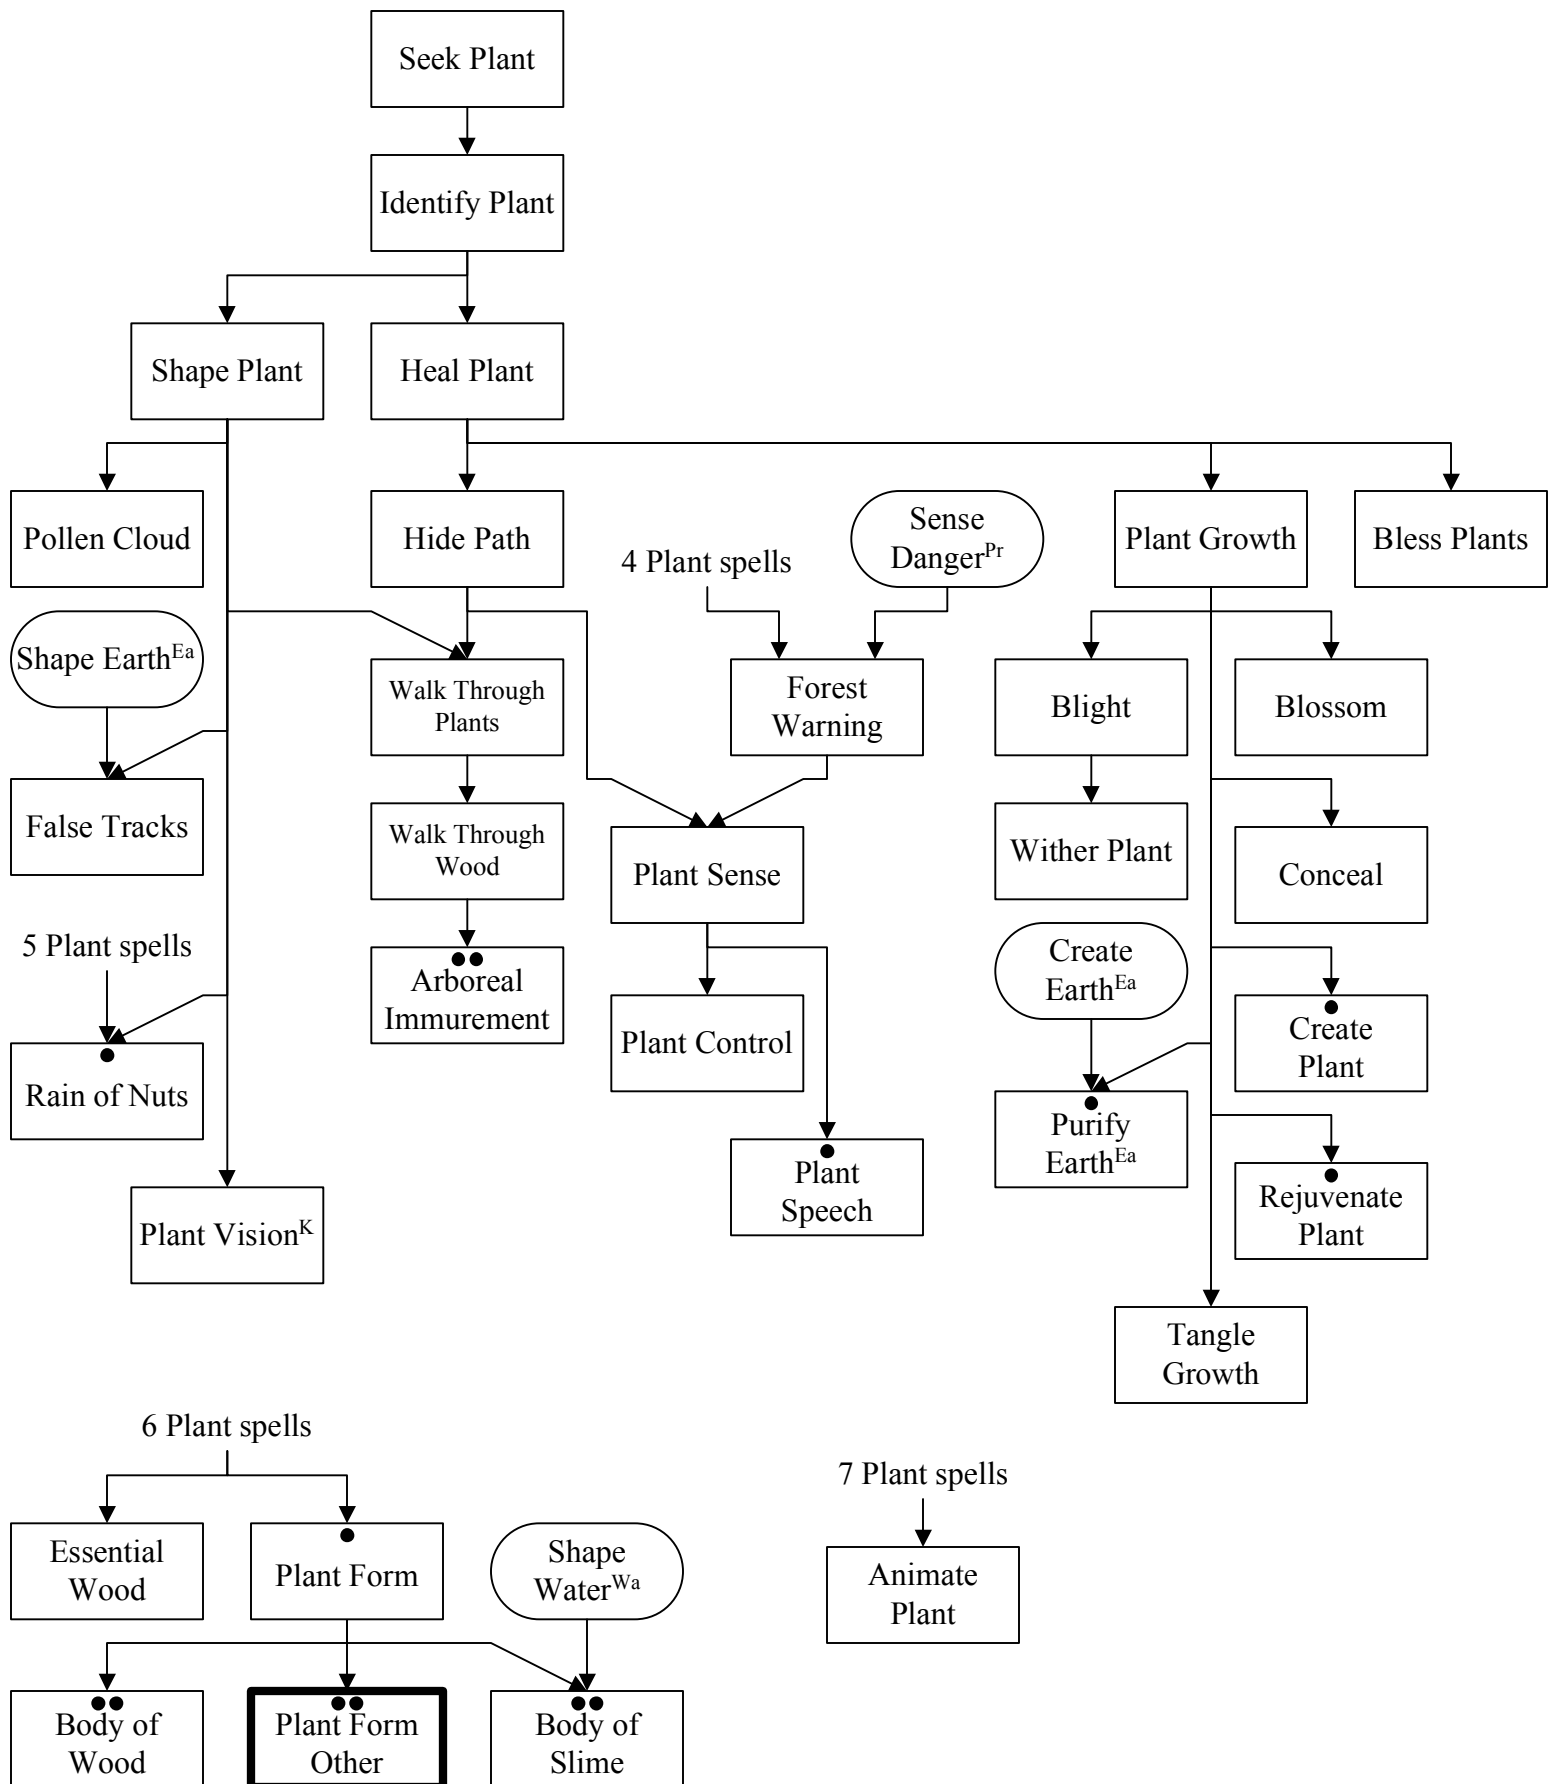 Seek Plant
Identify Plant
Shape Plant
Heal Plant
Pollen Cloud
Hide Path
4 Plant spells
Sense
Danger^Pr
Plant Growth
Bless Plants
Shape Earth^Ea
Walk Through
Plants
Forest
Warning
Blight
Blossom
False Tracks
Walk Through
Wood
Plant Sense
Wither Plant
Conceal
5 Plant spells
Arboreal
Immurement
Create
Earth^Ea
Plant Control
Create
Plant
Rain of Nuts
Purify
Earth^Ea
Plant
Speech
Rejuvenate
Plant
Plant Vision^K
Tangle
Growth
6 Plant spells
7 Plant spells
Essential
Wood
Plant Form
Shape
Water^Wa
Animate
Plant
Body of
Wood
Plant Form
Other
Body of
Slime